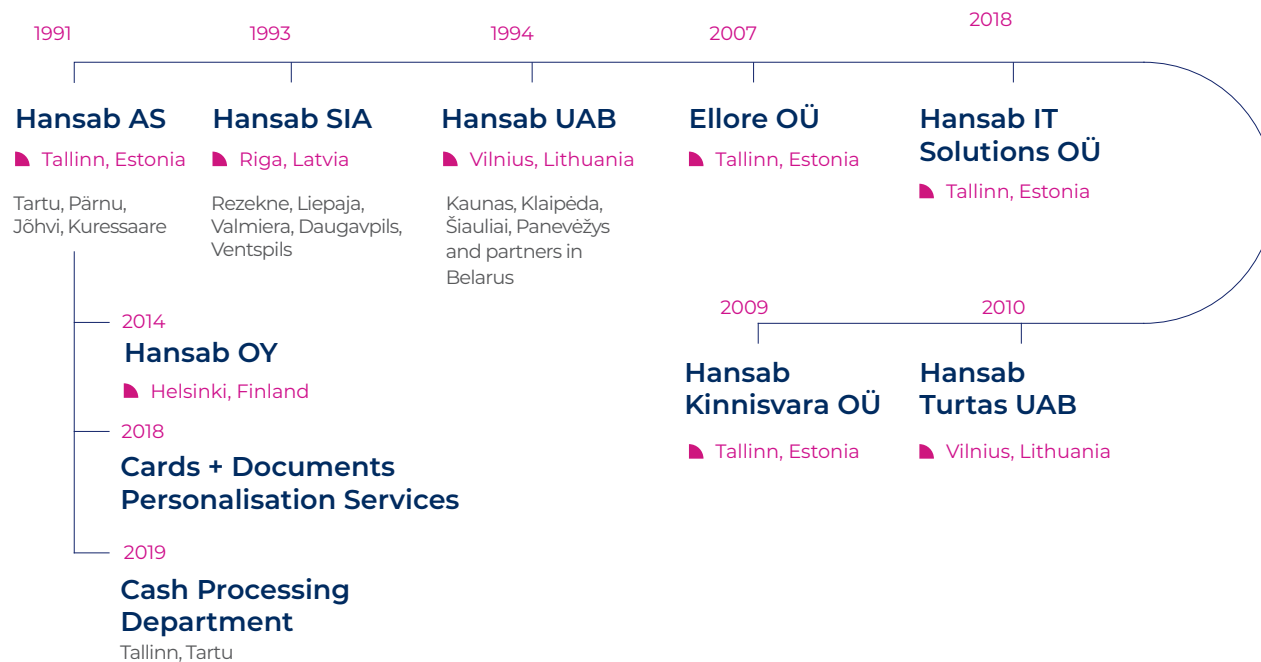 1991
Hansab AS
Tallinn, Estonia
Tartu, Pärnu,
Jõhvi, Kuressaare
1993
Hansab SIA
Riga, Latvia
Rezekne, Liepaja,
Valmiera, Daugavpils,
Ventspils
1994
Hansab UAB
Vilnius, Lithuania
Kaunas, Klaipėda,
Šiauliai, Panevėžys
and partners in
Belarus
2007
Ellore OÜ
Tallinn, Estonia
2018
Hansab IT
Solutions OÜ
Tallinn, Estonia
2009
Hansab
Kinnisvara OÜ
Tallinn, Estonia
2010
Hansab
Turtas UAB
Vilnius, Lithuania
2014
Hansab OY
Helsinki, Finland
2018
Cards + Documents
Personalisation Services
2019
Cash Processing
Department
Tallinn, Tartu